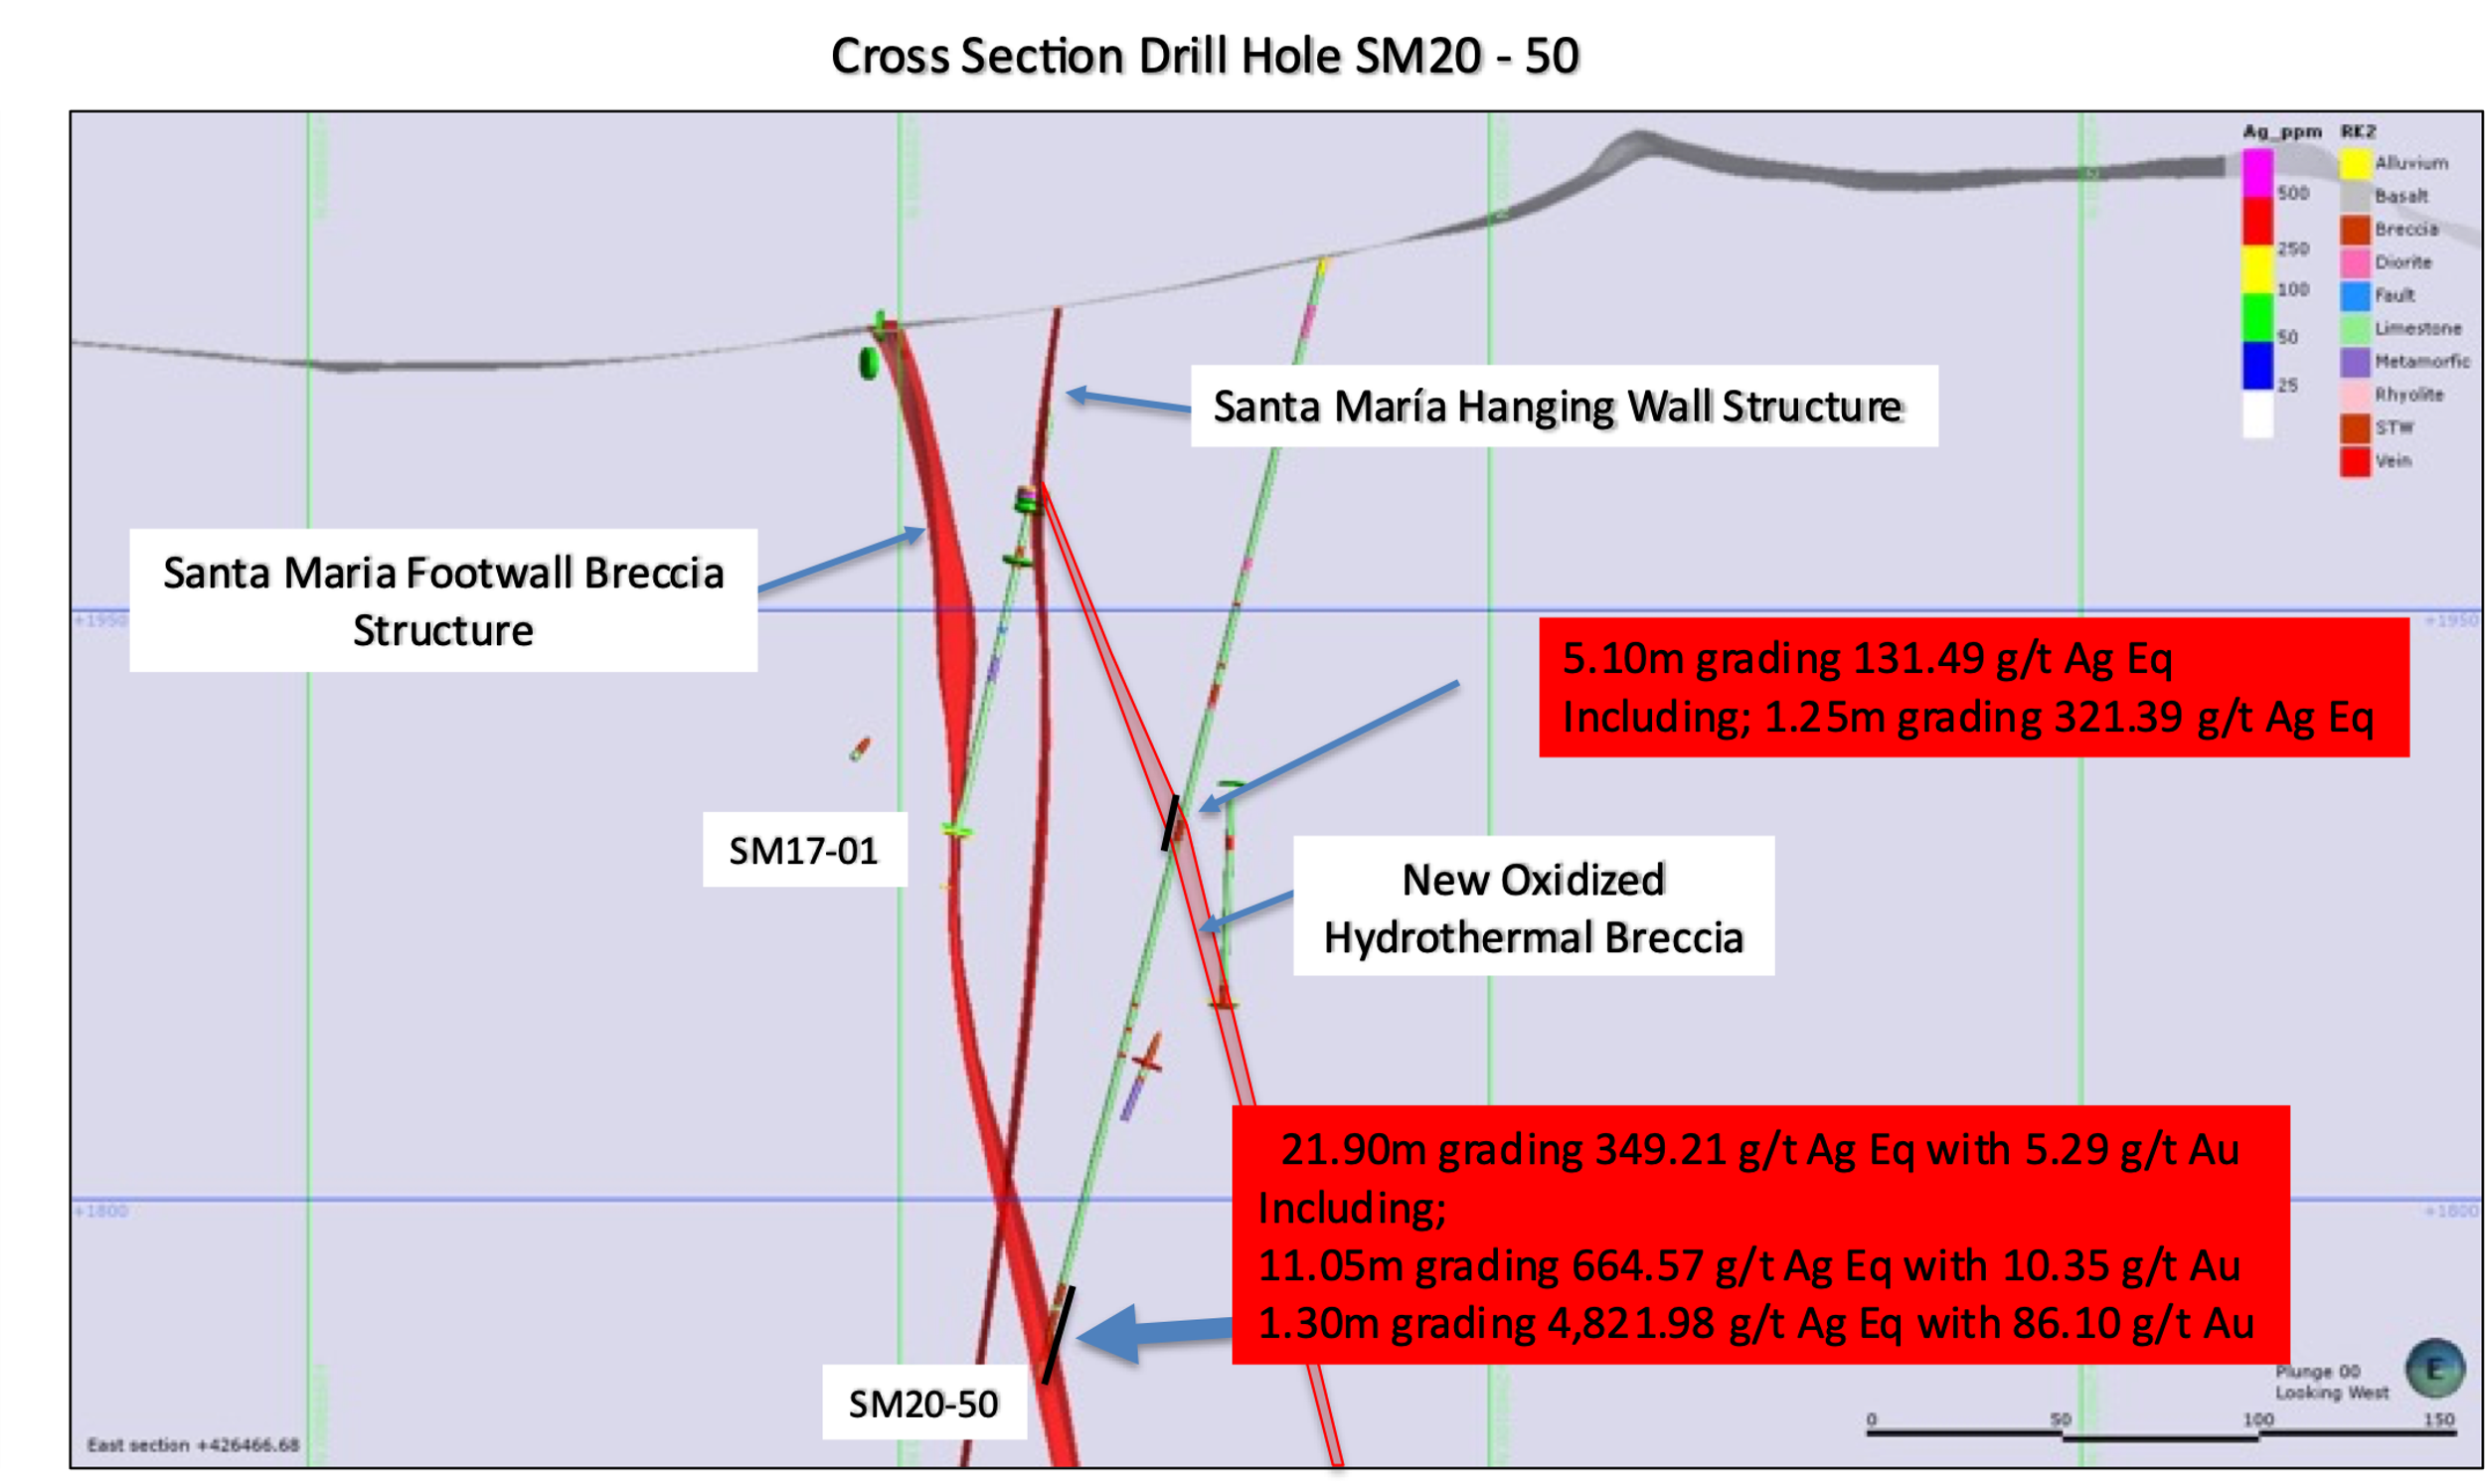 Cross Section Drill Hole SM20 - 50
Ag_ppm
500
250
100
50
25
RK2
Alluvium
Basalt
Breccia
Diorite
Fault
Limestone
Metamorfic
Rhyolite
STW
Vein
Santa María Hanging Wall Structure
Santa Maria Footwall Breccia
Structure
+1950
+1950
5.10m grading 131.49 g/t Ag Eq
Including; 1.25m grading 321.39 g/t Ag Eq
SM17-01
New Oxidized
Hydrothermal Breccia
21.90m grading 349.21 g/t Ag Eq with 5.29 g/t Au
Including;
11.05m grading 664.57 g/t Ag Eq with 10.35 g/t Au
1.30m grading 4,821.98 g/t Ag Eq with 86.10 g/t Au
+1800
+1800
SM20-50
Plunge 00
Looking West
E
0 50 100 150
East section +426466.68